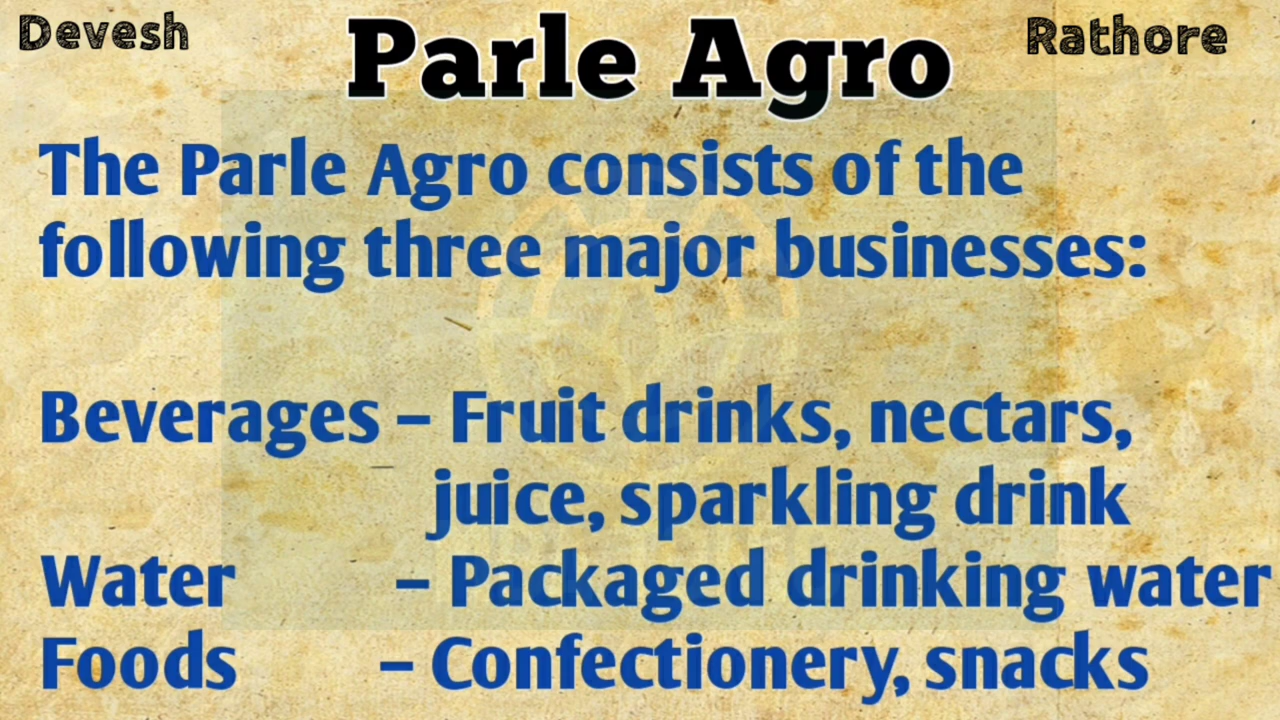 Devesh
Parle Agro
Rathore
The Parle Agro consists of the
following three major businesses:
Beverages – Fruit drinks, nectars,
juice, sparkling drink
Water – Packaged drinking water
Foods – Confectionery, snacks